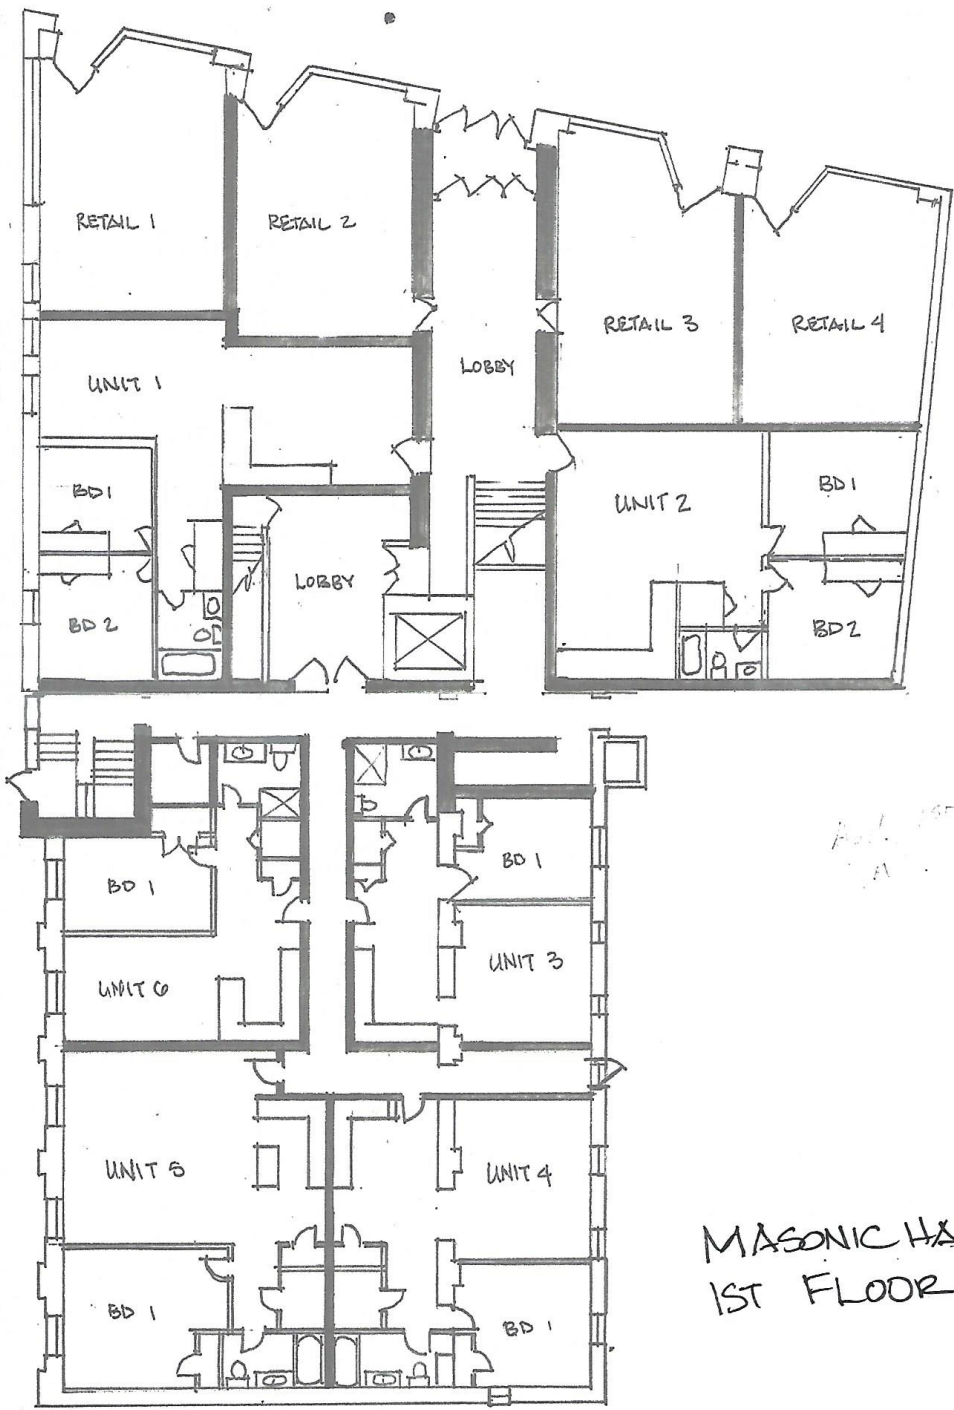 RETAIL 1
RETAIL 2
RETAIL 3
RETAIL 4
LOBBY
UNIT 1
BD 1
BD 2
LOBBY
UNIT 2
BD 1
BD 2
BD 1
UNIT 6
BD 1
UNIT 3
UNIT 5
UNIT 4
BD 1
BD 1
MASONIC HA
1ST FLOOR